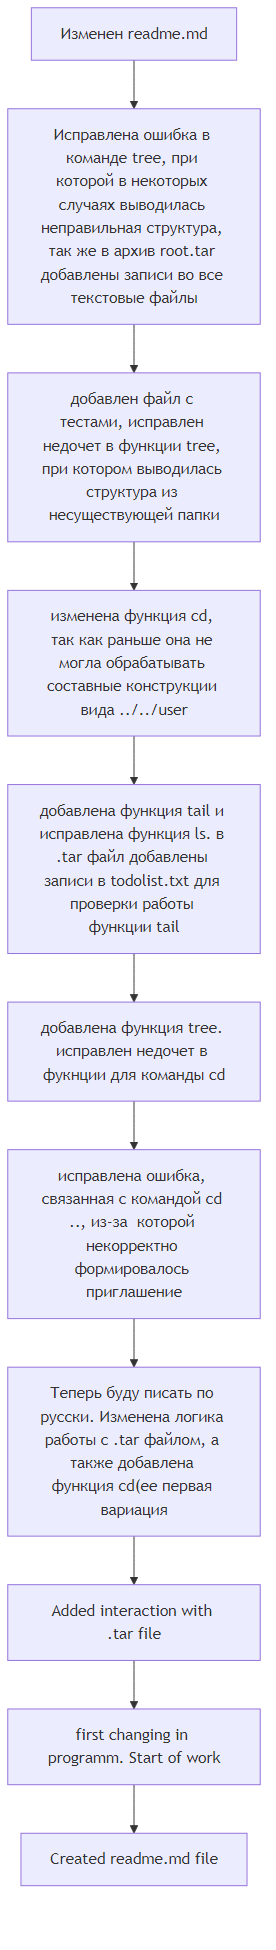 Изменен readme.md
Исправлена ошибка в
команде tree, при
которой в некоторых
случаях выводилась
неправильная структура,
так же в архив root.tar
добавлены записи во все
текстовые файлы
добавлен файл с
тестами, исправлен
недочет в функции tree,
при котором выводилась
структура из
несуществующей папки
изменена функция cd,
так как раньше она не
могла обрабатывать
составные конструкции
вида ../../user
добавлена функция tail и
исправлена функция ls. в
.tar файл добавлены
записи в todolist.txt для
проверки работы
функции tail
добавлена функция tree.
исправлен недочет в
фукнции для команды cd
исправлена ошибка,
связанная с командой cd
.., из-за  которой
некорректно
формировалось
приглашение
Теперь буду писать по
русски. Изменена логика
работы с .tar файлом, а
также добавлена
функция cd(ее первая
вариация
Added interaction with
.tar file
first changing in
programm. Start of work
Created readme.md file